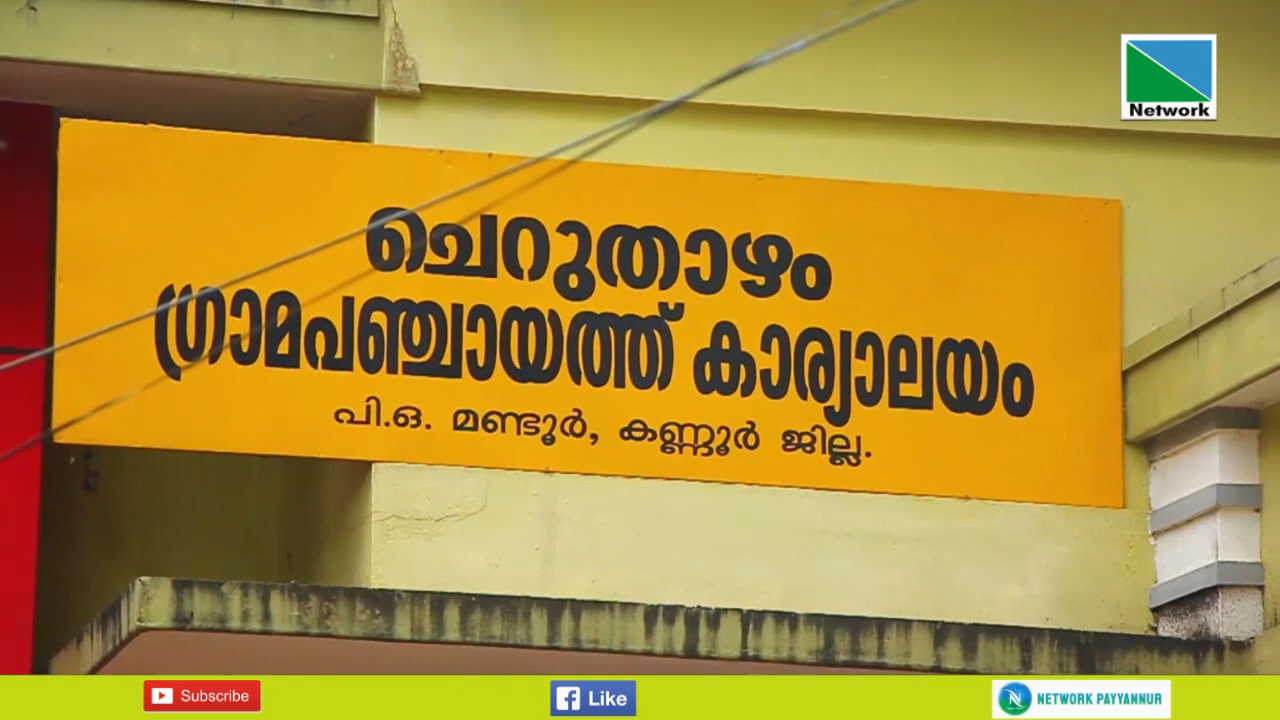 Network
ചെറുതാഴം
ഗ്രാമപഞ്ചായത്ത് കാര്യാലയം
പി.ഒ. മണ്ടൂർ, കണ്ണൂർ ജില്ല.
Subscribe
f Like
N NETWORK PAYYANNUR